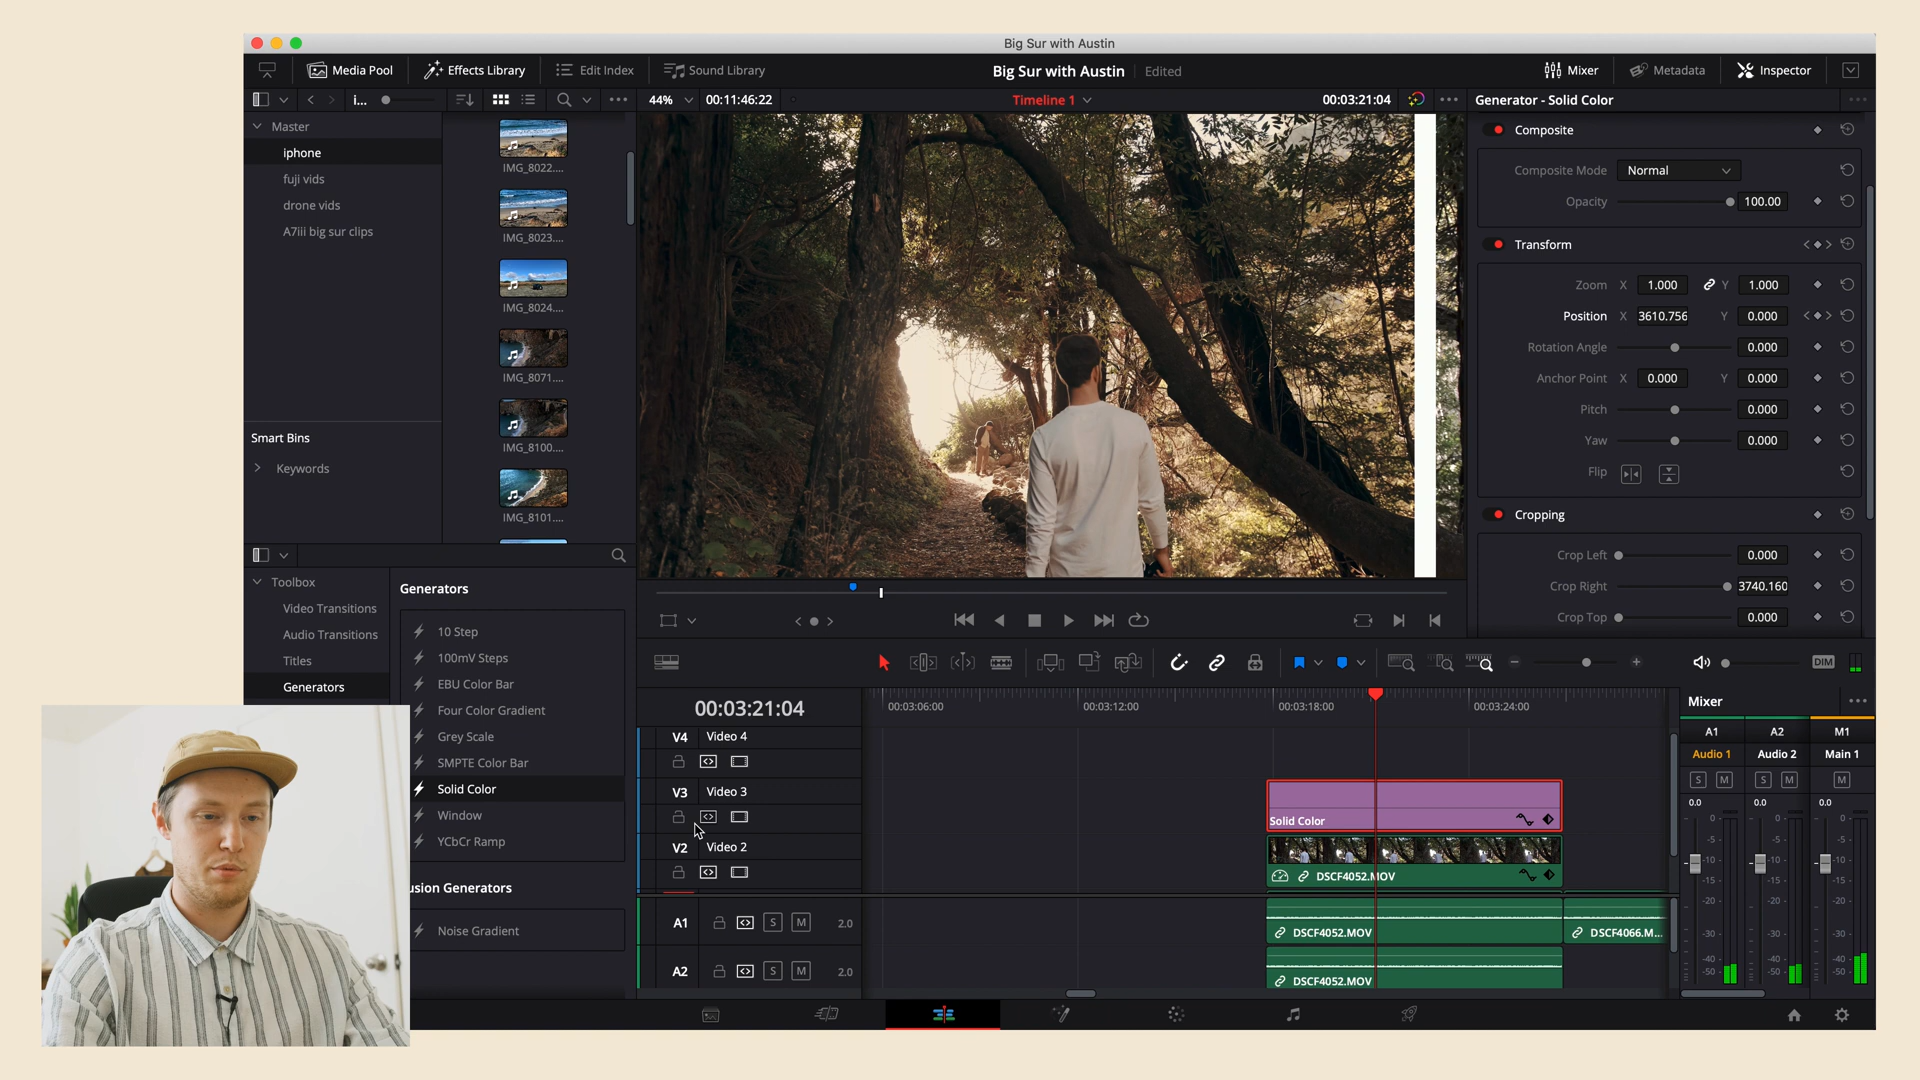 Big Sur with Austin
Media Pool
Effects Library
Edit Index
Sound Library
Big Sur with Austin
Edited
Mixer
Metadata
Inspector
i...
44%
00:11:46:22
Timeline 1
00:03:21:04
Generator - Solid Color
Master
iphone
fuji vids
drone vids
A7iii big sur clips
Smart Bins
Keywords
IMG_8022....
IMG_8023....
IMG_8024....
IMG_8071....
IMG_8100....
IMG_8101....
Composite
Composite Mode
Normal
Opacity
100.00
Transform
Zoom X 1.000 Y 1.000
Position X 3610.756 Y 0.000
Rotation Angle 0.000
Anchor Point X 0.000 Y 0.000
Pitch 0.000
Yaw 0.000
Flip
Cropping
Crop Left 0.000
Crop Right 3740.160
Crop Top 0.000
Toolbox
Video Transitions
Audio Transitions
Titles
Generators
Generators
10 Step
100mV Steps
EBU Color Bar
Four Color Gradient
Grey Scale
SMPTE Color Bar
Solid Color
Window
YCbCr Ramp
usion Generators
Noise Gradient
DIM
00:03:21:04
00:03:06:00
00:03:12:00
00:03:18:00
00:03:24:00
V4 Video 4
V3 Video 3
V2 Video 2
A1 S M 2.0
A2 S M 2.0
Solid Color
DSCF4052.MOV
DSCF4052.MOV
DSCF4066.M...
DSCF4052.MOV
Mixer
A1 A2 M1
Audio 1 Audio 2 Main 1
S M S M M
0.0 0.0 0.0
0- 0- 0-
-5- -5- -5-
-10- -10- -10-
-15- -15- -15-
-20- -20- -20-
-30- -30- -30-
-40- -40- -40-
-50- -50- -50-